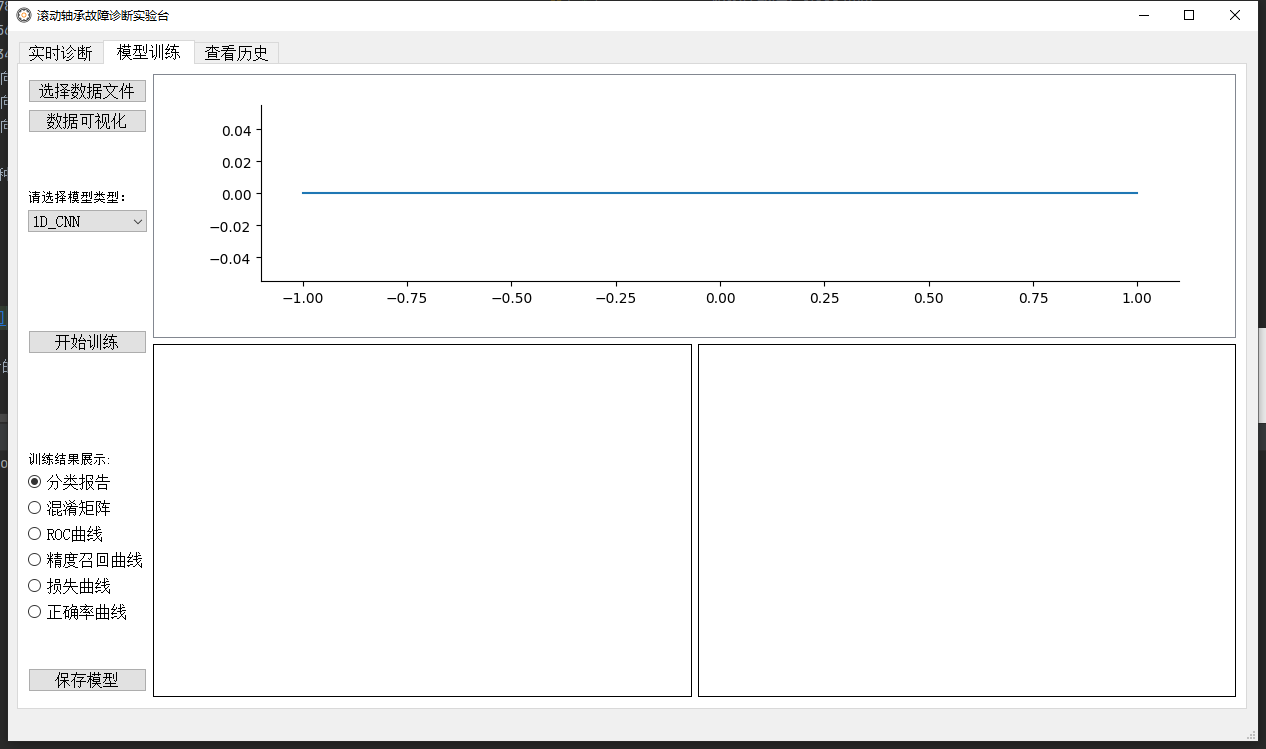 滚动轴承故障诊断实验台
实时诊断 模型训练 查看历史
选择数据文件
数据可视化
请选择模型类型:
1D_CNN
开始训练
训练结果展示:
分类报告
混淆矩阵
ROC曲线
精度召回曲线
损失曲线
正确率曲线
保存模型
0.04
0.02
0.00
−0.02
−0.04
−1.00 −0.75 −0.50 −0.25 0.00 0.25 0.50 0.75 1.00